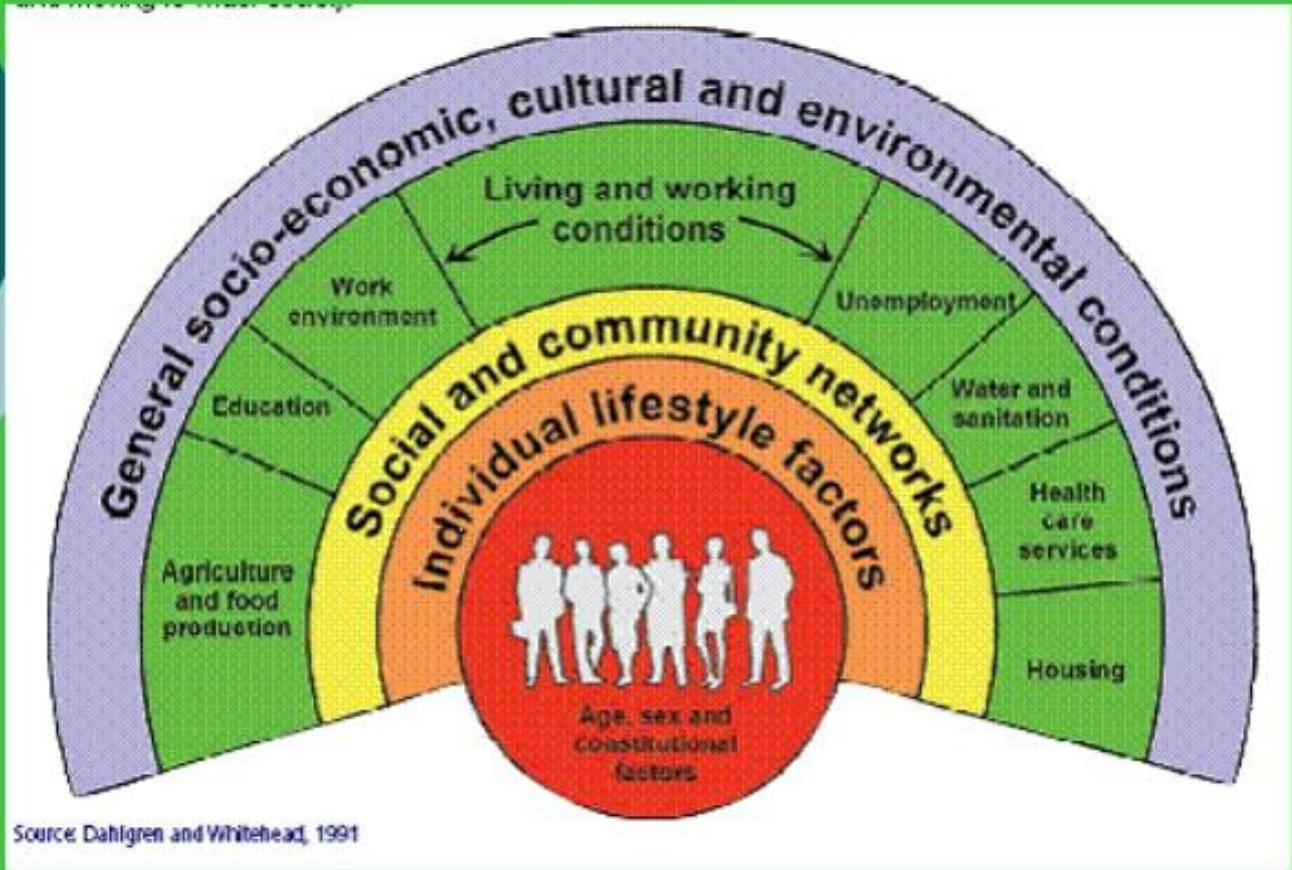 General socio-economic, cultural and environmental conditions
Living and working
conditions
Work
environment
Unemployment
Education
Water and
sanitation
Agriculture
and food
production
Health
care
services
Housing
Social and community networks
Individual lifestyle factors
Age, sex and
constitutional
factors
Source: Dahlgren and Whitehead, 1991